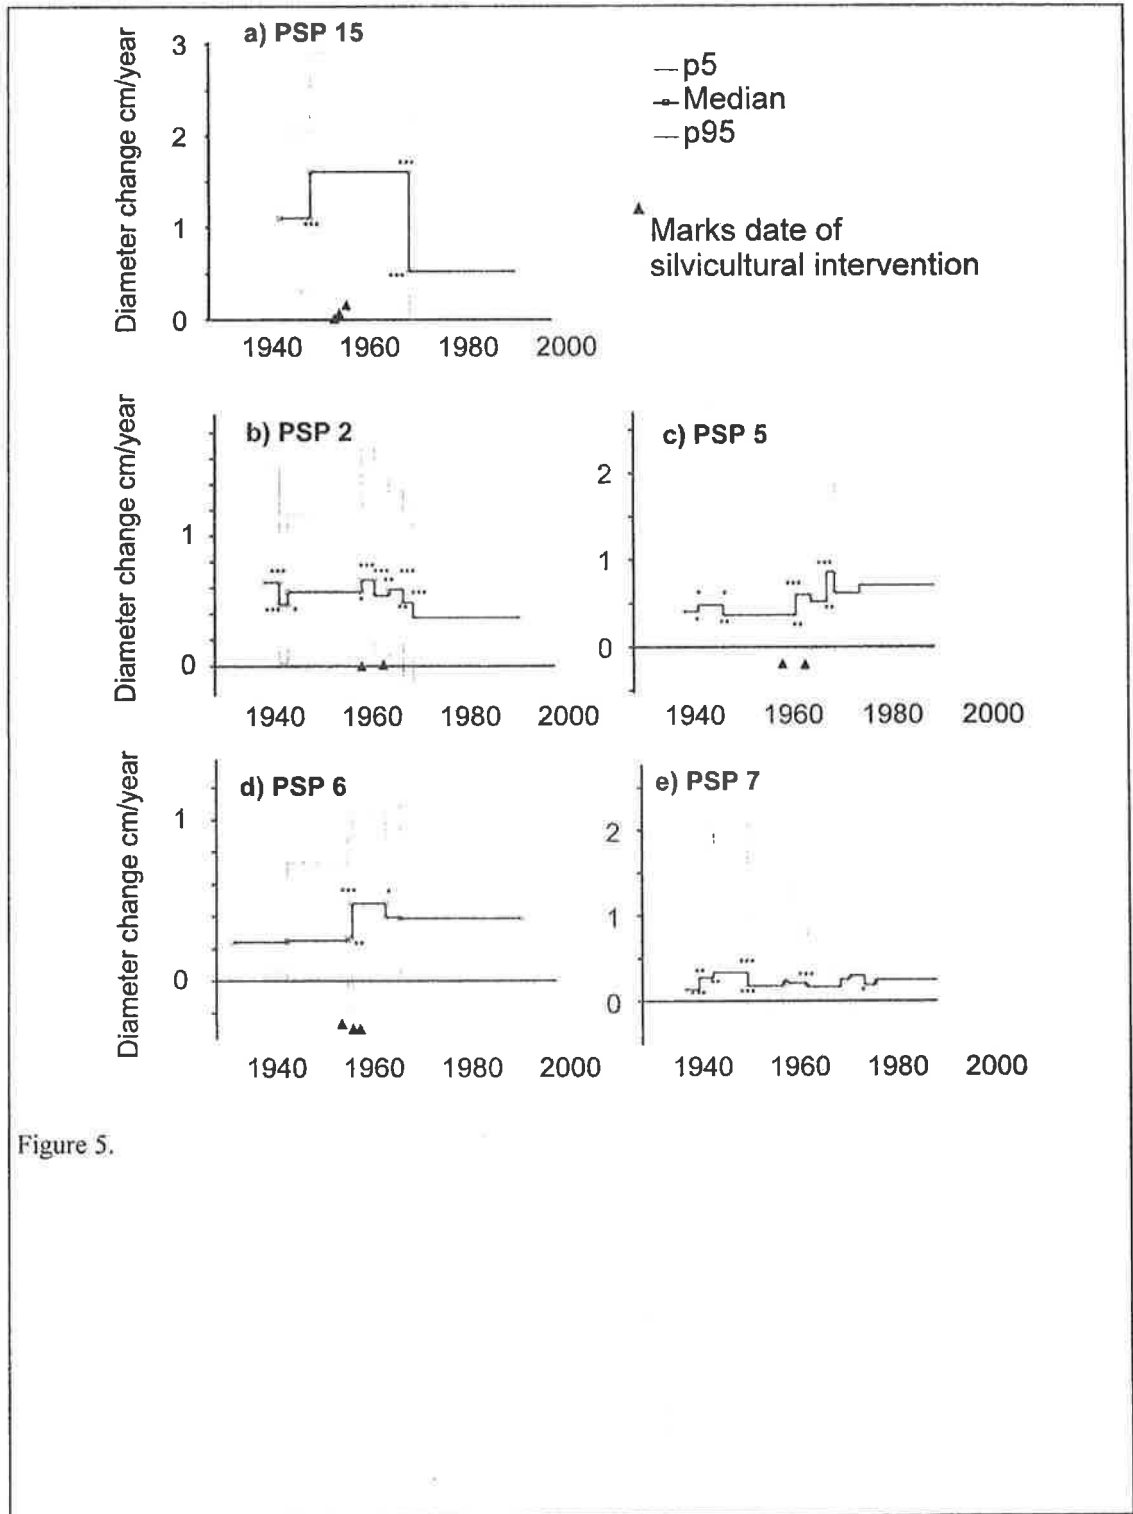 a) PSP 15
Diameter change cm/year
3
2
1
0
1940 1960 1980 2000
p5
Median
p95
Marks date of
silvicultural intervention
b) PSP 2
Diameter change cm/year
1
0
1940 1960 1980 2000
c) PSP 5
2
1
0
1940 1960 1980 2000
d) PSP 6
Diameter change cm/year
1
0
1940 1960 1980 2000
e) PSP 7
2
1
0
1940 1960 1980 2000
Figure 5.